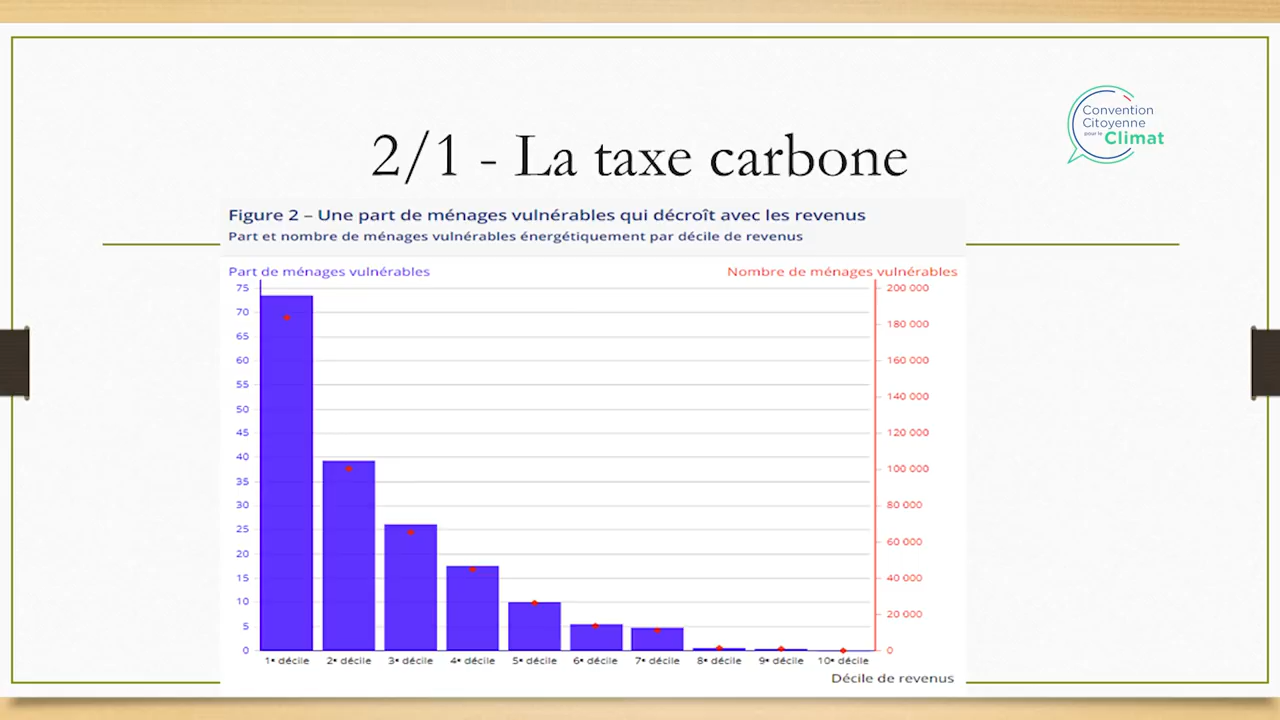 Convention
Citoyenne
pour le Climat
2/1 - La taxe carbone
Figure 2 – Une part de ménages vulnérables qui décroît avec les revenus
Part et nombre de ménages vulnérables énergétiquement par décile de revenus
Part de ménages vulnérables
Nombre de ménages vulnérables
75
70
65
60
55
50
45
40
35
30
25
20
15
10
5
0
200 000
180 000
160 000
140 000
120 000
100 000
80 000
60 000
40 000
20 000
0
1e décile 2e décile 3e décile 4e décile 5e décile 6e décile 7e décile 8e décile 9e décile 10e décile
Décile de revenus